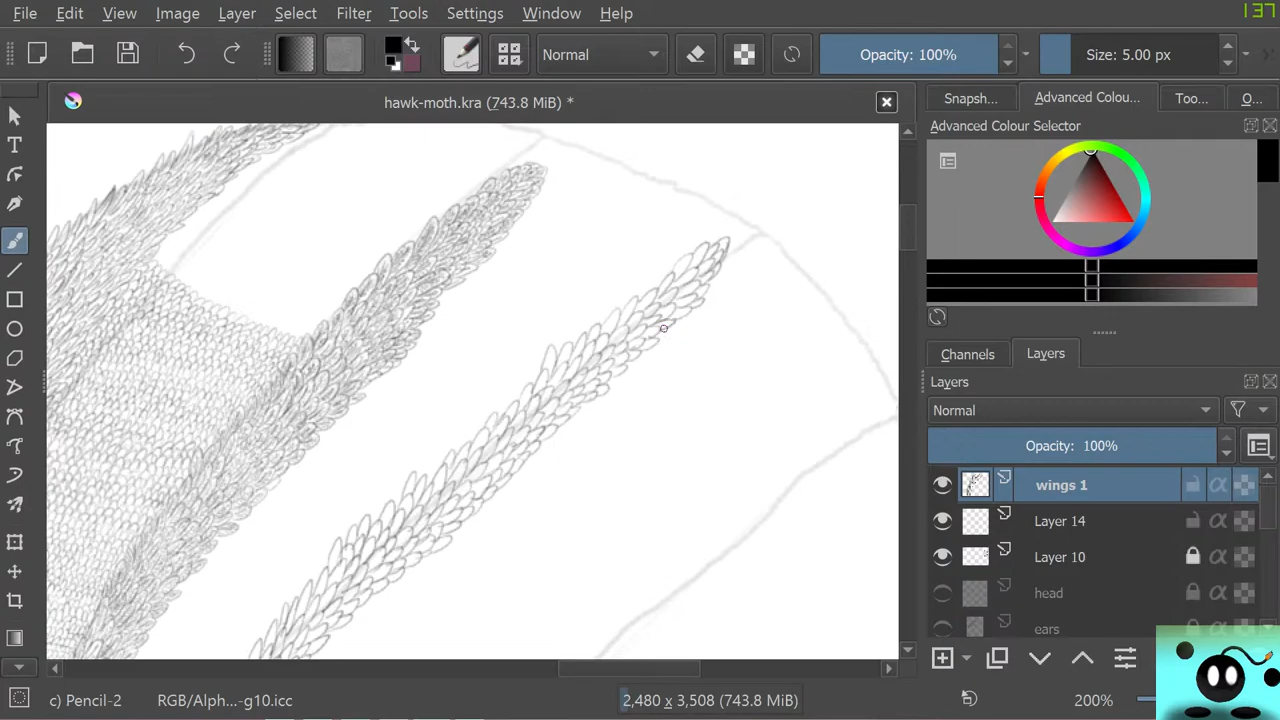 File Edit View Image Layer Select Filter Tools Settings Window Help
137
Normal
Opacity: 100%
Size: 5.00 px
hawk-moth.kra (743.8 MiB) *
Snapsh...
Advanced Colou...
Too...
O...
Advanced Colour Selector
Channels
Layers
Layers
Normal
Opacity: 100%
wings 1
Layer 14
Layer 10
head
ears
c) Pencil-2
RGB/Alph...-g10.icc
2,480 x 3,508 (743.8 MiB)
200%